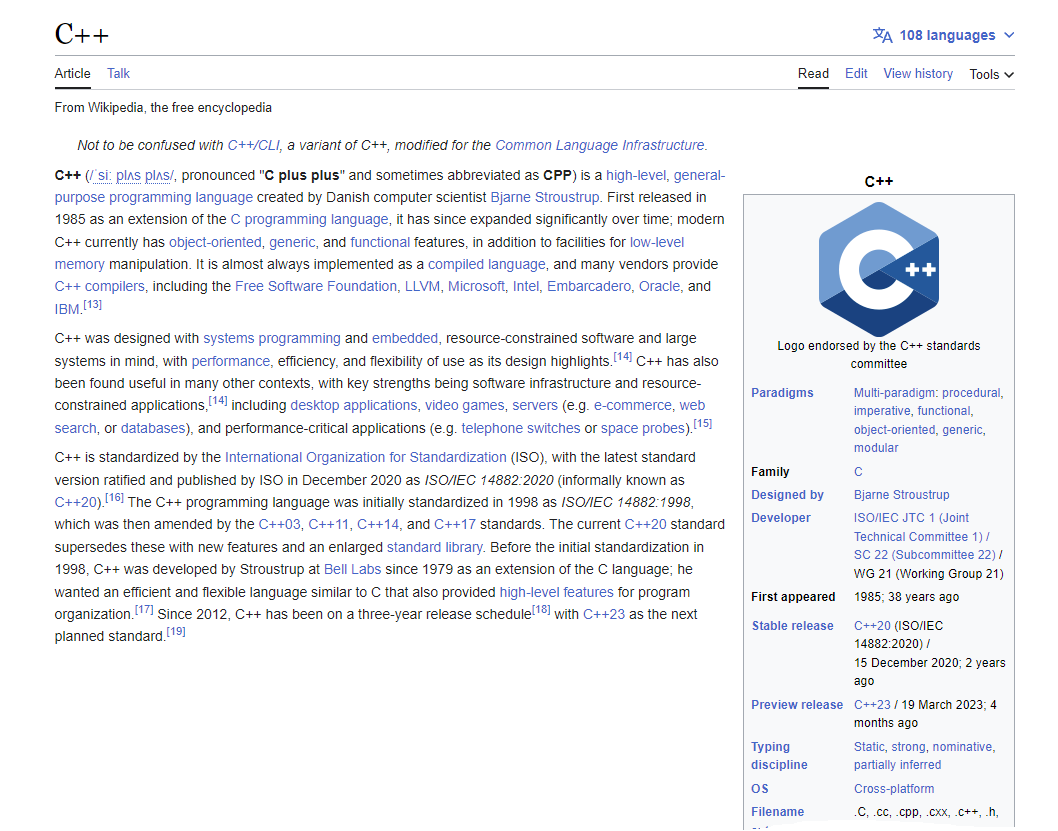 C++
108 languages
Article Talk
Read Edit View history Tools
From Wikipedia, the free encyclopedia
Not to be confused with C++/CLI, a variant of C++, modified for the Common Language Infrastructure.
C++ (/ˈsiː plʌs plʌs/, pronounced "C plus plus" and sometimes abbreviated as CPP) is a high-level, general-
purpose programming language created by Danish computer scientist Bjarne Stroustrup. First released in
1985 as an extension of the C programming language, it has since expanded significantly over time; modern
C++ currently has object-oriented, generic, and functional features, in addition to facilities for low-level
memory manipulation. It is almost always implemented as a compiled language, and many vendors provide
C++ compilers, including the Free Software Foundation, LLVM, Microsoft, Intel, Embarcadero, Oracle, and
IBM.[13]
C++ was designed with systems programming and embedded, resource-constrained software and large
systems in mind, with performance, efficiency, and flexibility of use as its design highlights.[14] C++ has also
been found useful in many other contexts, with key strengths being software infrastructure and resource-
constrained applications,[14] including desktop applications, video games, servers (e.g. e-commerce, web
search, or databases), and performance-critical applications (e.g. telephone switches or space probes).[15]
C++ is standardized by the International Organization for Standardization (ISO), with the latest standard
version ratified and published by ISO in December 2020 as ISO/IEC 14882:2020 (informally known as
C++20).[16] The C++ programming language was initially standardized in 1998 as ISO/IEC 14882:1998,
which was then amended by the C++03, C++11, C++14, and C++17 standards. The current C++20 standard
supersedes these with new features and an enlarged standard library. Before the initial standardization in
1998, C++ was developed by Stroustrup at Bell Labs since 1979 as an extension of the C language; he
wanted an efficient and flexible language similar to C that also provided high-level features for program
organization.[17] Since 2012, C++ has been on a three-year release schedule[18] with C++23 as the next
planned standard.[19]
C++
C++
Logo endorsed by the C++ standards
committee
Paradigms Multi-paradigm: procedural,
imperative, functional,
object-oriented, generic,
modular
Family C
Designed by Bjarne Stroustrup
Developer ISO/IEC JTC 1 (Joint
Technical Committee 1) /
SC 22 (Subcommittee 22) /
WG 21 (Working Group 21)
First appeared 1985; 38 years ago
Stable release C++20 (ISO/IEC
14882:2020) /
15 December 2020; 2 years
ago
Preview release C++23 / 19 March 2023; 4
months ago
Typing Static, strong, nominative,
discipline partially inferred
OS Cross-platform
Filename .C, .cc, .cpp, .cxx, .c++, .h,